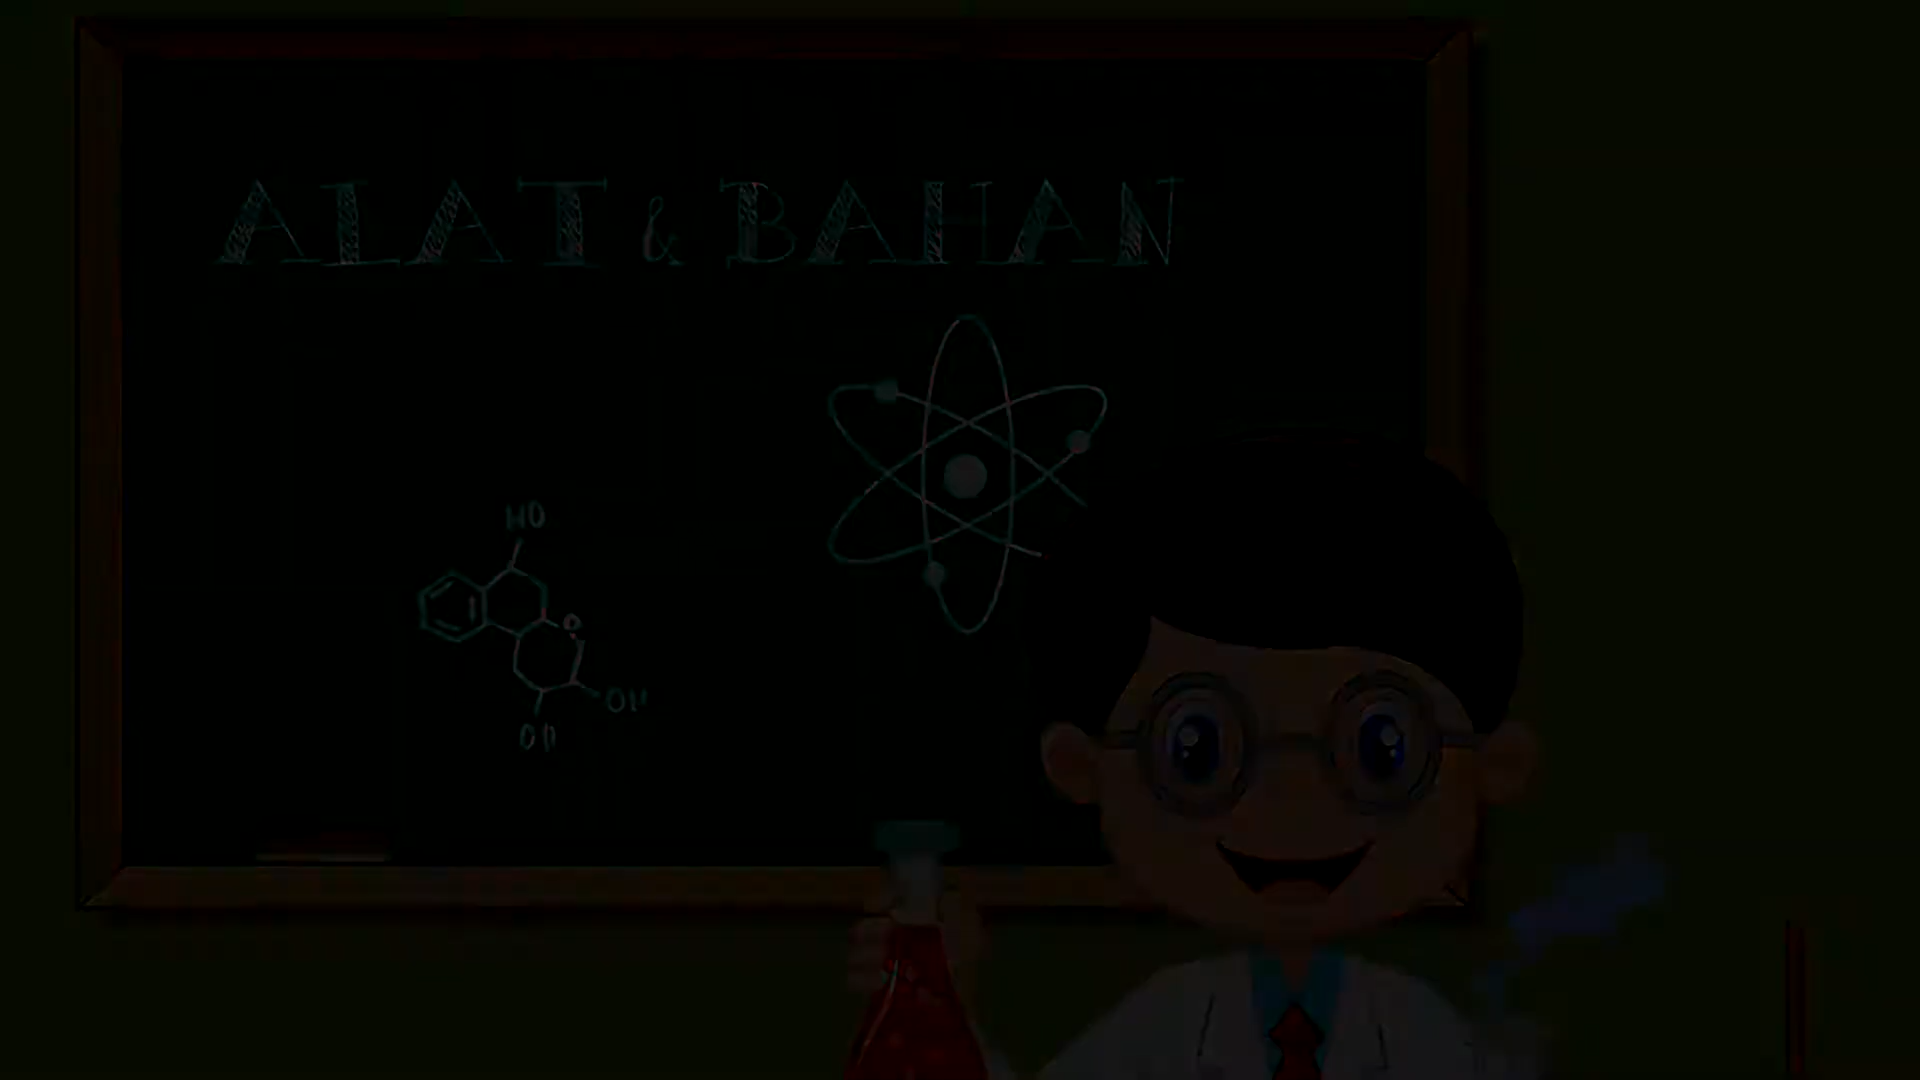 ALAT & BAHAN
HO
O
OH
OH